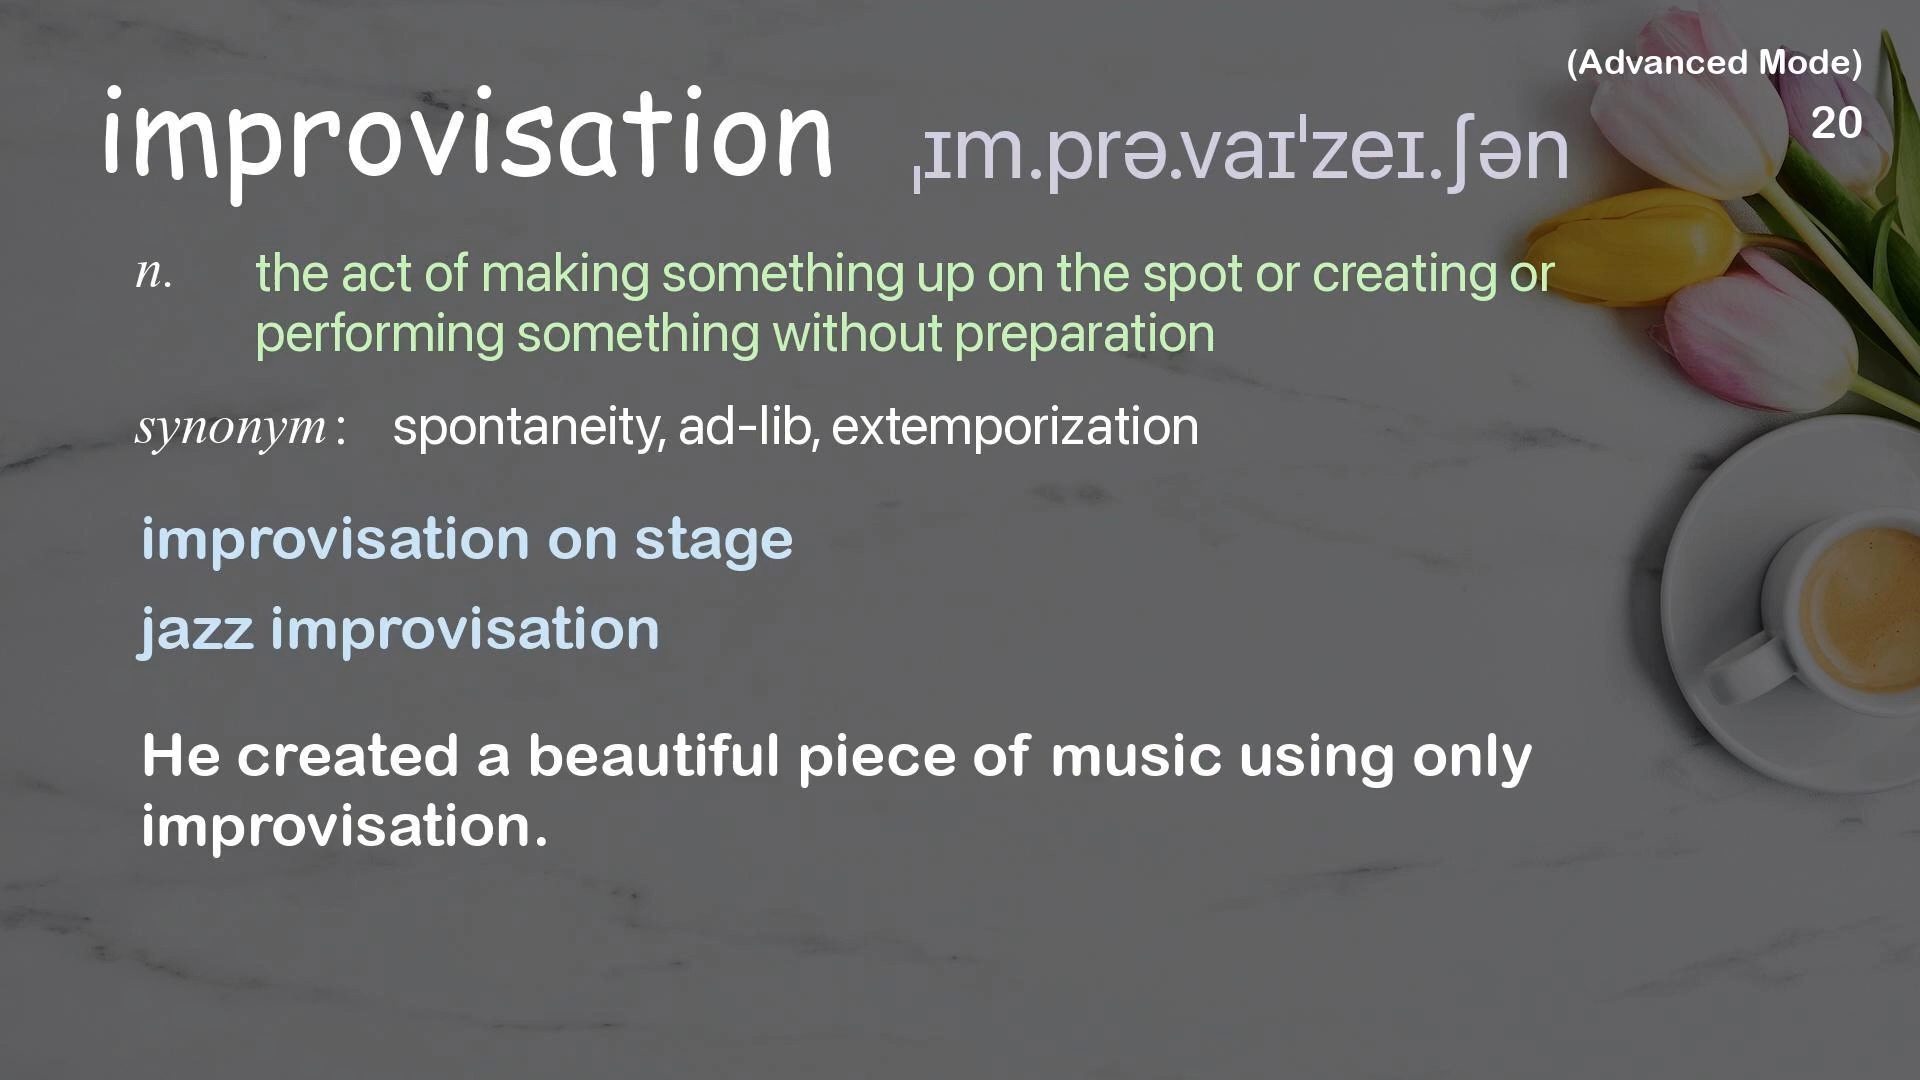 (Advanced Mode)
improvisation ˌɪm.prə.vaɪˈzeɪ.ʃən
20
n. the act of making something up on the spot or creating or
performing something without preparation
synonym: spontaneity, ad-lib, extemporization
improvisation on stage
jazz improvisation
He created a beautiful piece of music using only
improvisation.